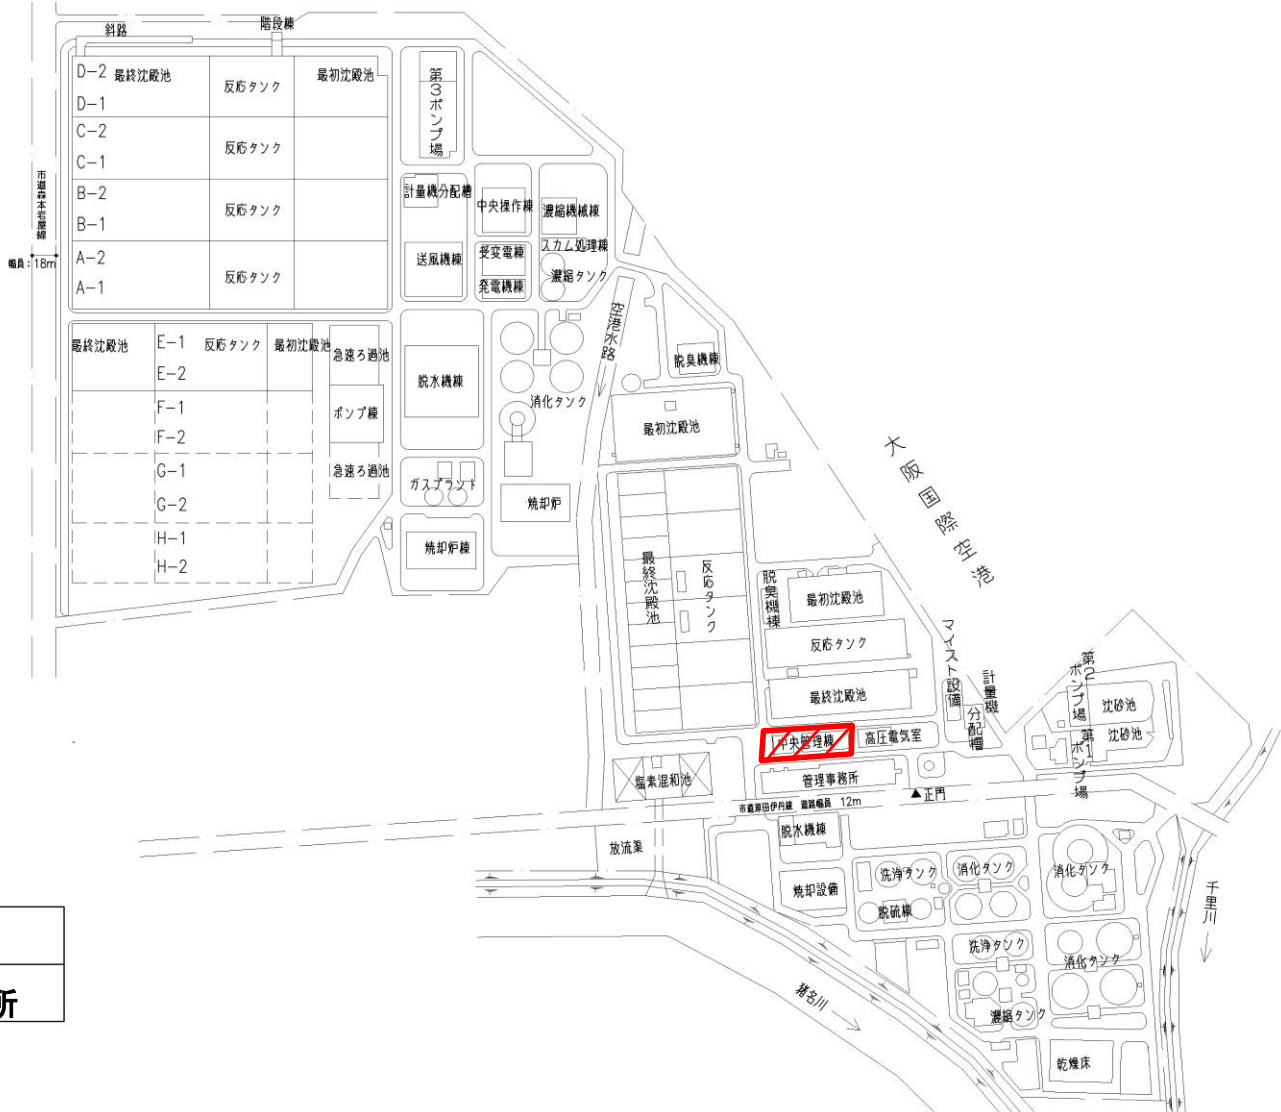 斜路
階段棟
D-2
最終沈殿池
反応タンク
最初沈殿池
D-1
C-2
反応タンク
C-1
B-2
反応タンク
B-1
A-2
反応タンク
A-1
市道森本岩屋線
幅員:18m
第3ポンプ場
計量機分配槽
中央操作棟
濃縮機械棟
スカム処理棟
送風機棟
受変電棟
濃縮タンク
発電機棟
最終沈殿池
E-1
反応タンク
最初沈殿池
急速ろ過池
E-2
F-1
ポンプ棟
F-2
G-1
急速ろ過池
G-2
H-1
H-2
脱水機棟
消化タンク
空港水路
脱臭機棟
最初沈殿池
ガスプラント
焼却炉
焼却炉棟
大阪国際空港
最終沈殿池
反応タンク
脱臭機棟
最初沈殿池
反応タンク
最終沈殿池
マイスト設備
計量機
分配槽
第2
ポンプ場
沈砂池
第1
ポンプ場
沈砂池
中央管理棟
高圧電気室
塩素混和池
管理事務所
市道原田伊丹線 道路幅員 12m
正門
放流渠
脱水機棟
焼却設備
洗浄タンク
消化タンク
消化タンク
脱硫棟
洗浄タンク
消化タンク
濃縮タンク
乾燥床
千里川
猪名川
所